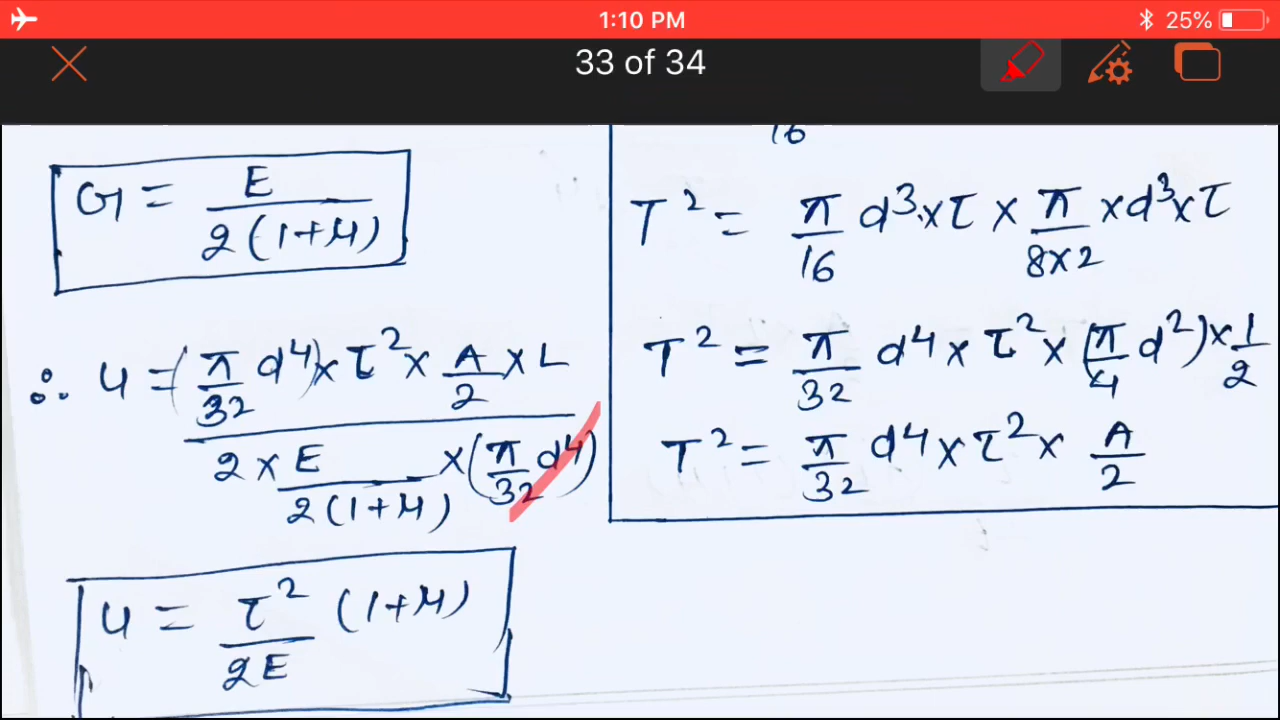 1:10 PM
25%
33 of 34
G = E / 2(1+μ)
∴ U = (π/32 d⁴) × τ² × A/2 × L / 2 × E/2(1+μ) × (π/32 d⁴)
U = τ²/2E (1+μ)
16
T² = π/16 d³ × τ × π/8×2 × d³ × τ
T² = π/32 d⁴ × τ² × (π/4 d²) × 1/2
T² = π/32 d⁴ × τ² × A/2